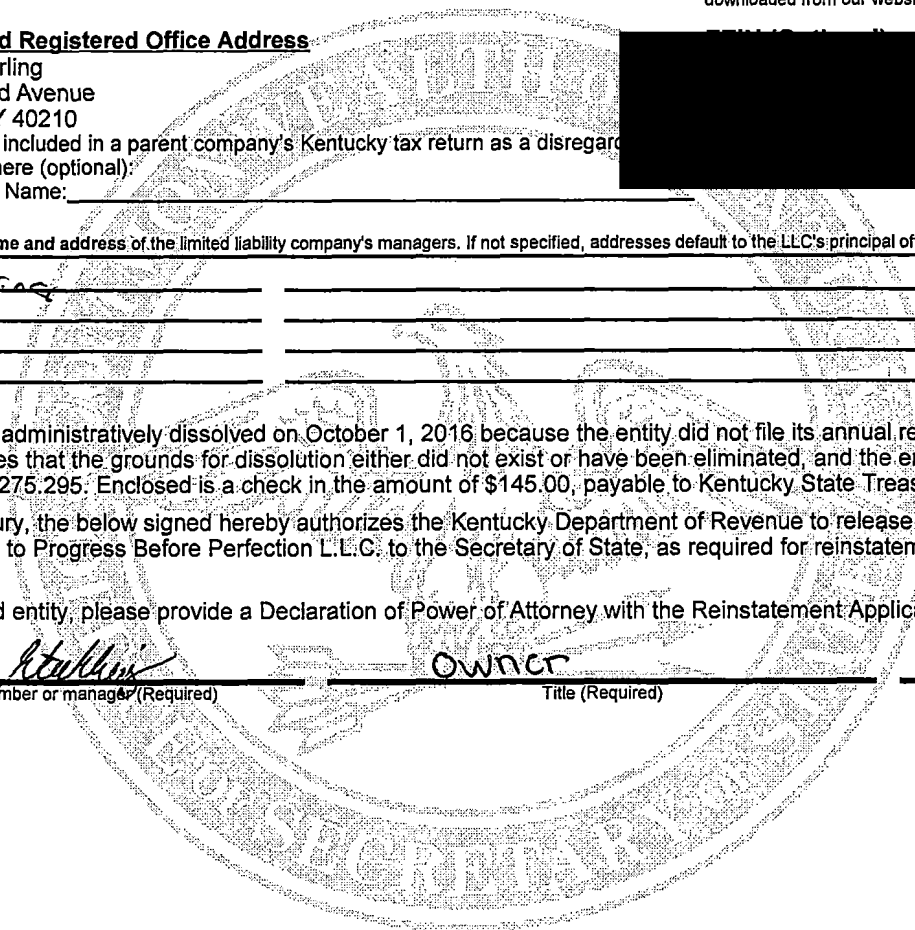 downloaded from our websi
d Registered Office Address
rling
d Avenue
Y 40210
included in a parent company's Kentucky tax return as a disregard
here (optional):
Name:
me and address of the limited liability company's managers. If not specified, addresses default to the LLC's principal of
administratively dissolved on October 1, 2016 because the entity did not file its annual re
es that the grounds for dissolution either did not exist or have been eliminated, and the en
275.295. Enclosed is a check in the amount of $145.00, payable to Kentucky State Treas
ury, the below signed hereby authorizes the Kentucky Department of Revenue to release
to Progress Before Perfection L.L.C. to the Secretary of State, as required for reinstatem
d entity, please provide a Declaration of Power of Attorney with the Reinstatement Applica
Owner
mber or manager (Required) Title (Required)
SECRETARY OF